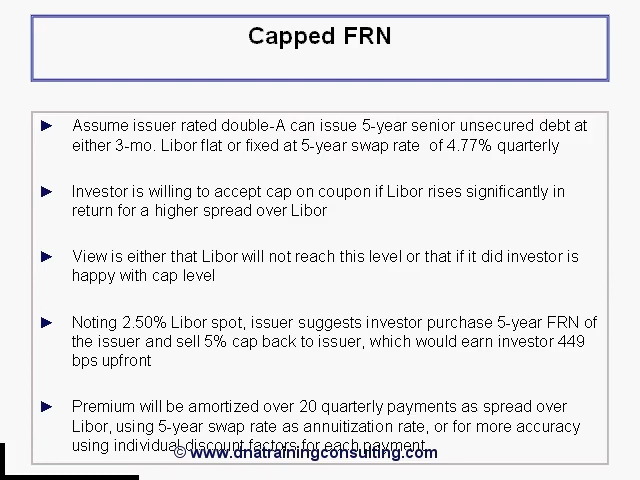 Capped FRN
► Assume issuer rated double-A can issue 5-year senior unsecured debt at
either 3-mo. Libor flat or fixed at 5-year swap rate  of 4.77% quarterly
► Investor is willing to accept cap on coupon if Libor rises significantly in
return for a higher spread over Libor
► View is either that Libor will not reach this level or that if it did investor is
happy with cap level
► Noting 2.50% Libor spot, issuer suggests investor purchase 5-year FRN of
the issuer and sell 5% cap back to issuer, which would earn investor 449
bps upfront
► Premium will be amortized over 20 quarterly payments as spread over
Libor, using 5-year swap rate as annuitization rate, or for more accuracy
using individual discount factors for each payment
© www.dnatrainingconsulting.com